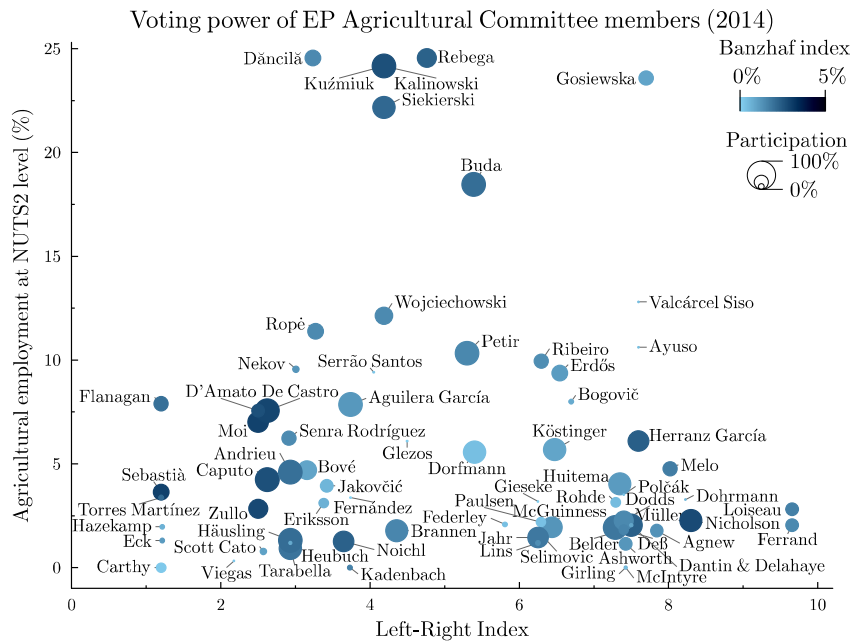 Voting power of EP Agricultural Committee members (2014)
Banzhaf index
0% 5%
Participation
100%
0%
Agricultural employment at NUTS2 level (%)
25
20
15
10
5
0
Dăncilă
Rebega
Kuźmiuk Kalinowski
Gosiewska
Siekierski
Buda
Wojciechowski
Valcárcel Siso
Ropė
Petir
Ribeiro
Ayuso
Nekov
Serrão Santos
Erdős
Flanagan
D'Amato De Castro
Aguilera García
Bogovič
Moi
Senra Rodríguez
Glezos
Köstinger
Herranz García
Andrieu
Caputo
Bové
Dorfmann
Huitema
Melo
Sebastià
Jakovčić
Gieseke
Polčák
Torres Martínez
Fernández
Paulsen
Rohde
Dodds
Dohrmann
Zullo
Eriksson
McGuinness
Müller
Loiseau
Hazekamp
Häusling
Brannen
Federley
Nicholson
Eck
Scott Cato
Heubuch
Noichl
Jahr
Lins
Selimovic
Belder
Deß
Agnew
Ferrand
Carthy
Viegas
Tarabella
Kadenbach
Ashworth
Girling
McIntyre
Dantin & Delahaye
0 2 4 6 8 10
Left-Right Index